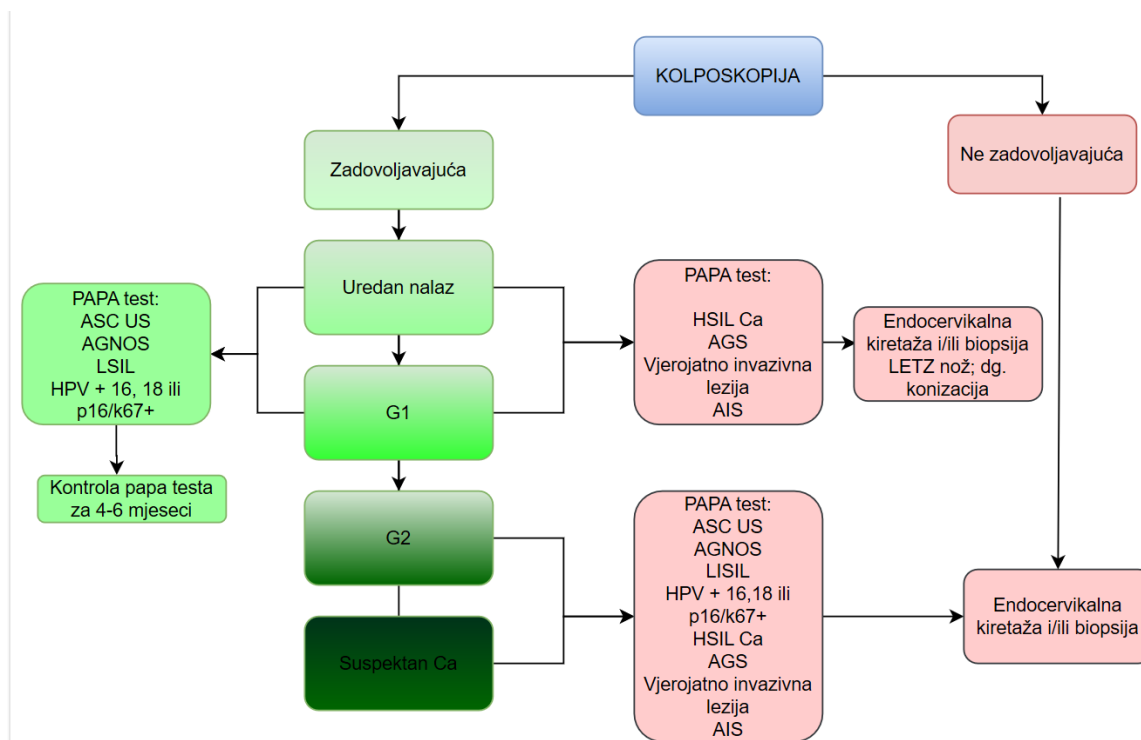 KOLPOSKOPIJA
Zadovoljavajuća
Ne zadovoljavajuća
Uredan nalaz
PAPA test:
ASC US
AGNOS
LSIL
HPV + 16, 18 ili
p16/k67+
PAPA test:
HSIL Ca
AGS
Vjerojatno invazivna
lezija
AIS
Endocervikalna
kiretaža i/ili biopsija
LETZ nož; dg.
konizacija
G1
Kontrola papa testa
za 4-6 mjeseci
G2
PAPA test:
ASC US
AGNOS
LISIL
HPV + 16,18 ili
p16/k67+
HSIL Ca
AGS
Vjerojatno invazivna
lezija
AIS
Endocervikalna
kiretaža i/ili biopsija
Suspektan Ca